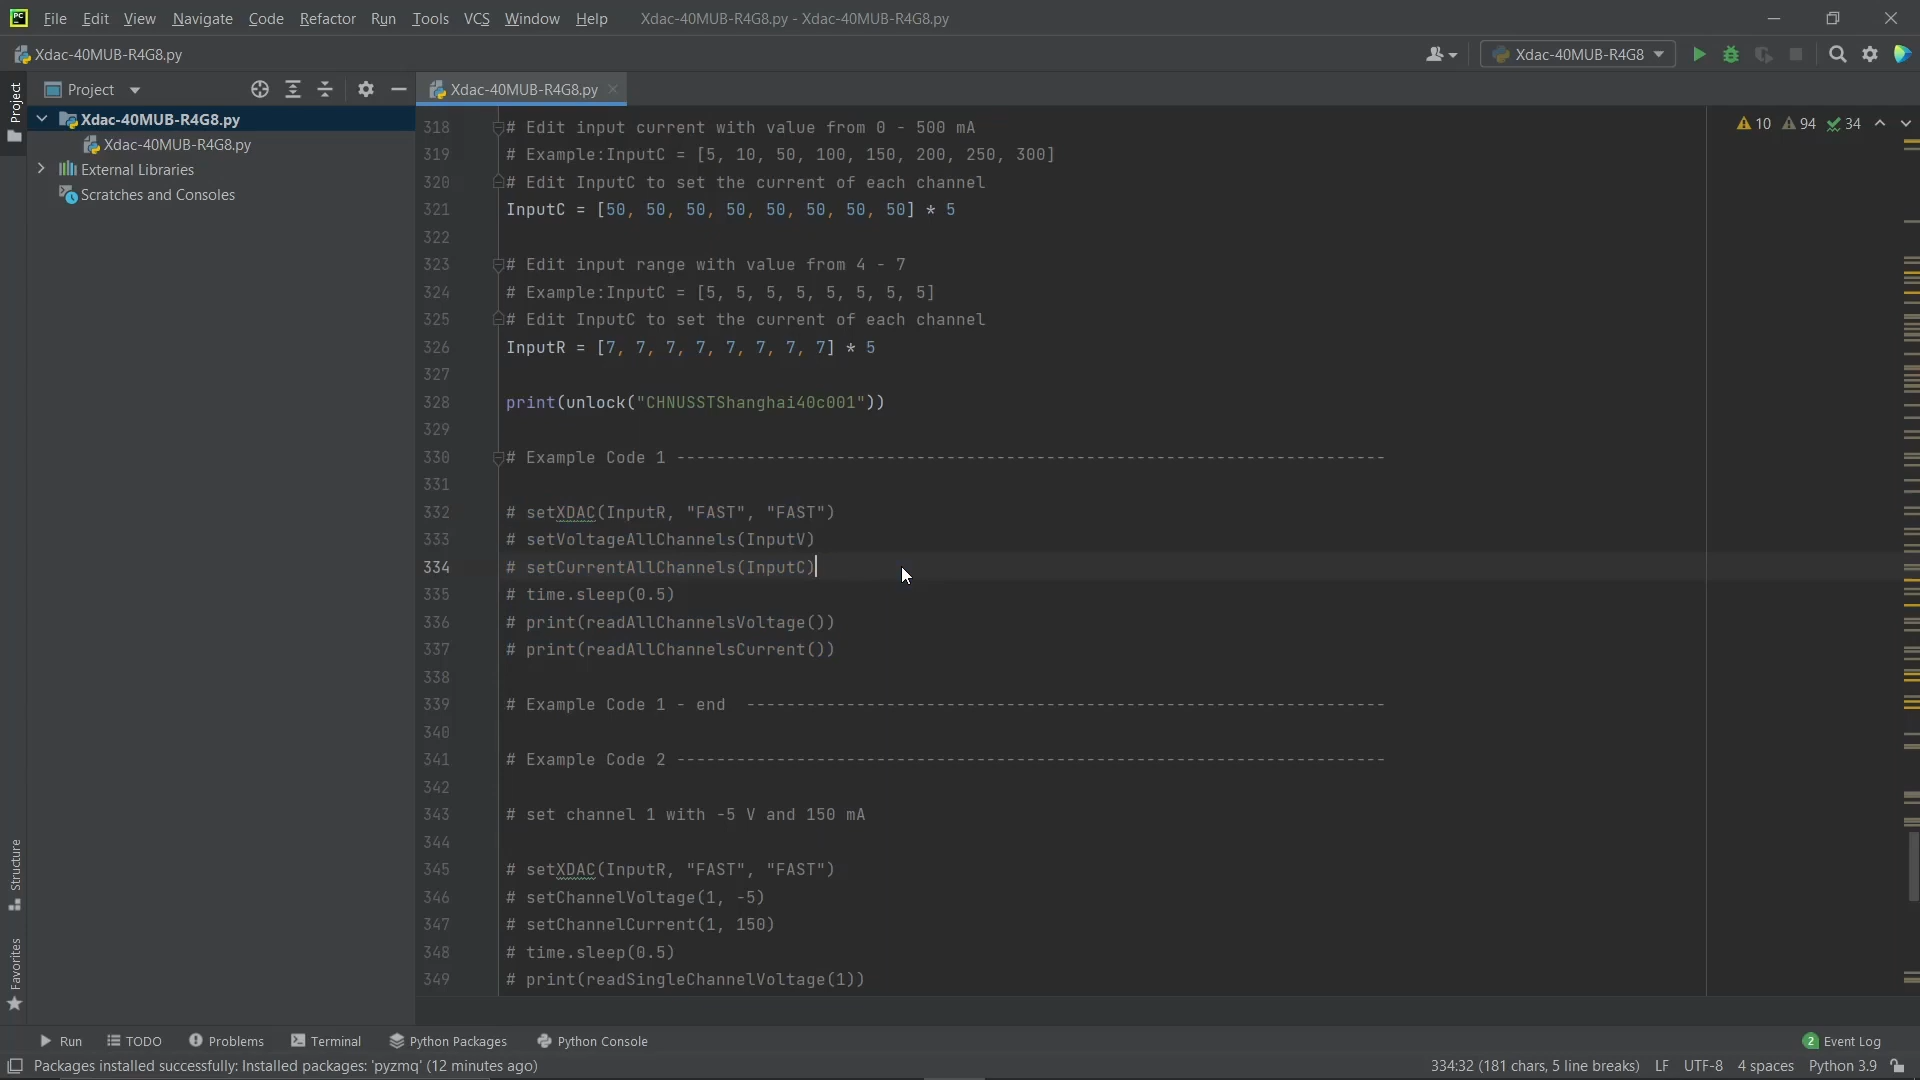 PC File Edit View Navigate Code Refactor Run Tools VCS Window Help Xdac-40MUB-R4G8.py - Xdac-40MUB-R4G8.py
Xdac-40MUB-R4G8.py
Xdac-40MUB-R4G8
Project
Project
Xdac-40MUB-R4G8.py
Xdac-40MUB-R4G8.py
Xdac-40MUB-R4G8.py
External Libraries
Scratches and Consoles
10 94 34
318 # Edit input current with value from 0 - 500 mA
319 # Example:InputC = [5, 10, 50, 100, 150, 200, 250, 300]
320 # Edit InputC to set the current of each channel
321 InputC = [50, 50, 50, 50, 50, 50, 50, 50] * 5
322
323 # Edit input range with value from 4 - 7
324 # Example:InputC = [5, 5, 5, 5, 5, 5, 5, 5]
325 # Edit InputC to set the current of each channel
326 InputR = [7, 7, 7, 7, 7, 7, 7, 7] * 5
327
328 print(unlock("CHNUSSTShanghai40c001"))
329
330 # Example Code 1 -----------------------------------------------------------------------
331
332 # setXDAC(InputR, "FAST", "FAST")
333 # setVoltageAllChannels(InputV)
334 # setCurrentAllChannels(InputC)
335 # time.sleep(0.5)
336 # print(readAllChannelsVoltage())
337 # print(readAllChannelsCurrent())
338
339 # Example Code 1 - end ----------------------------------------------------------------
340
341 # Example Code 2 -----------------------------------------------------------------------
342
343 # set channel 1 with -5 V and 150 mA
344
345 # setXDAC(InputR, "FAST", "FAST")
346 # setChannelVoltage(1, -5)
347 # setChannelCurrent(1, 150)
348 # time.sleep(0.5)
349 # print(readSingleChannelVoltage(1))
Structure
Favorites
Run TODO Problems Terminal Python Packages Python Console 2 Event Log
Packages installed successfully: Installed packages: 'pyzmq' (12 minutes ago) 334:32 (181 chars, 5 line breaks) LF UTF-8 4 spaces Python 3.9